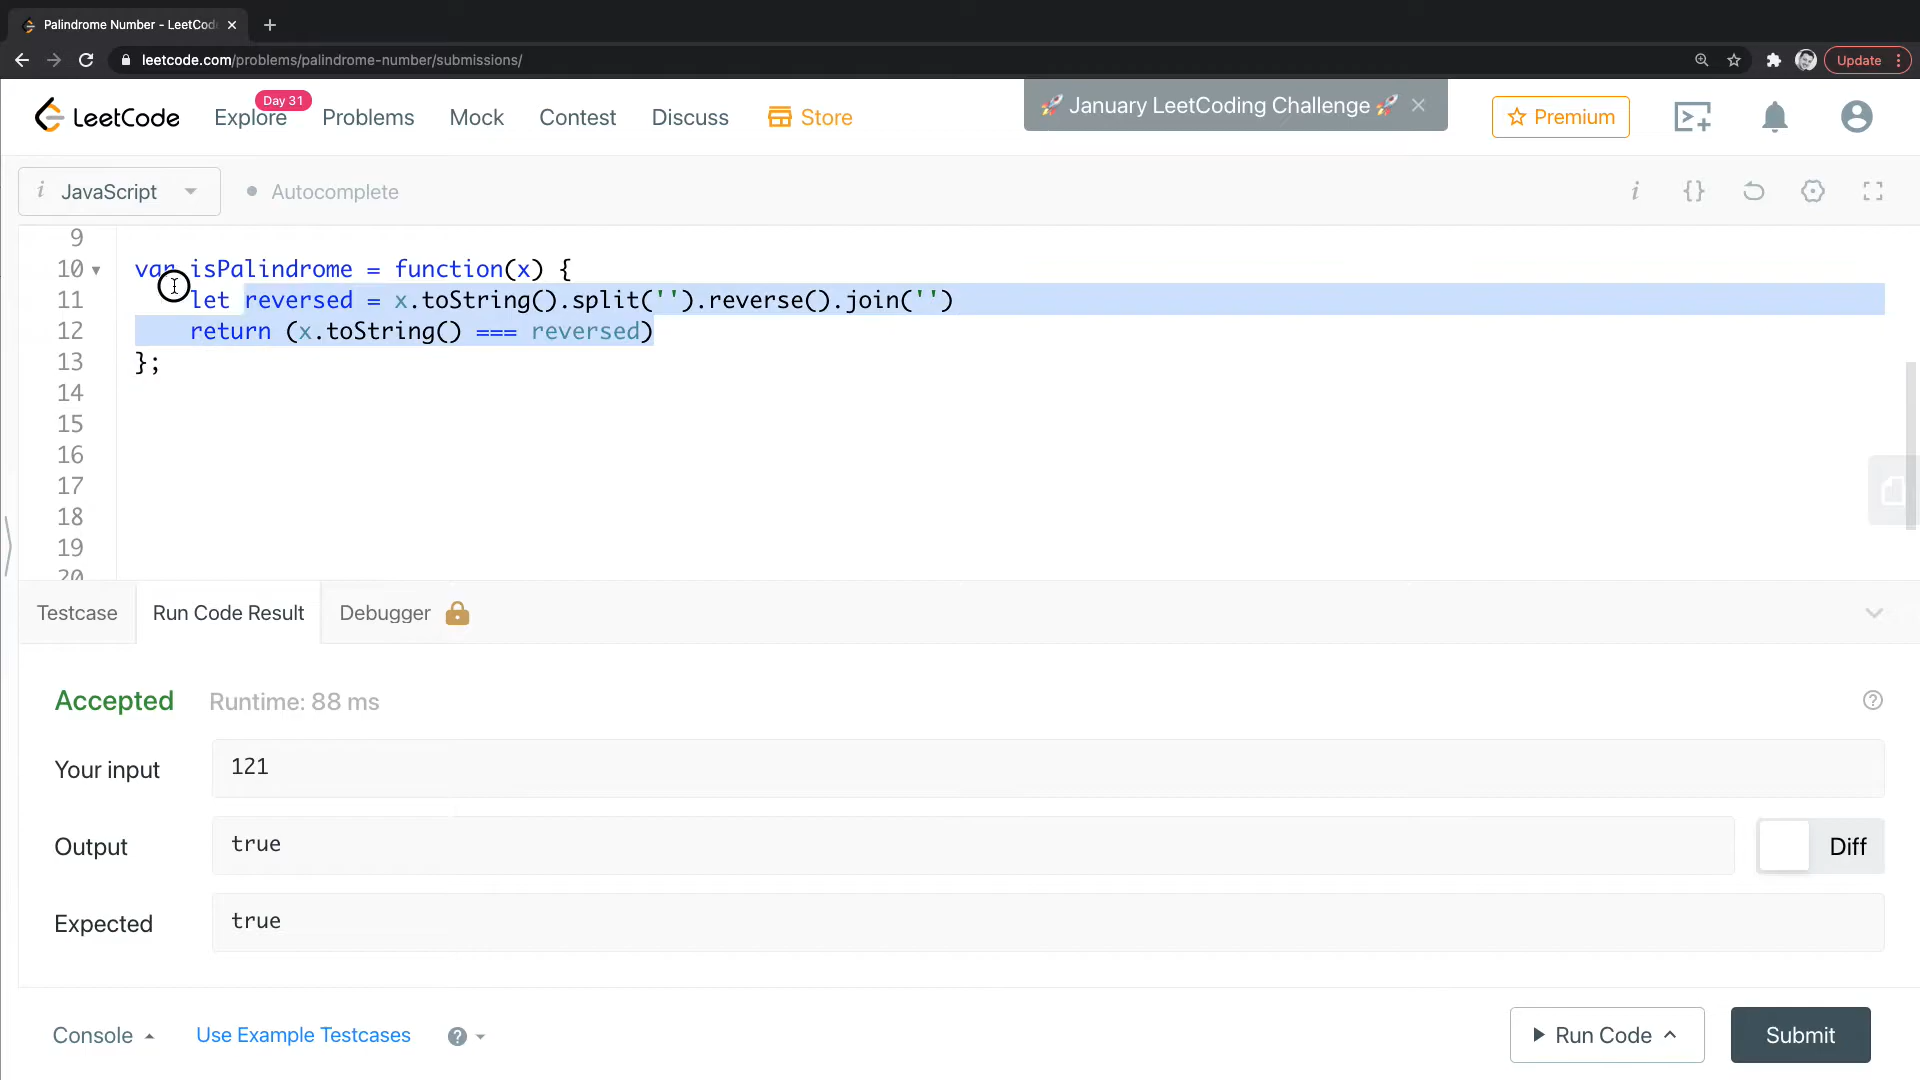 Palindrome Number - LeetCod
leetcode.com/problems/palindrome-number/submissions/
Update
LeetCode
Explore
Day 31
Problems
Mock
Contest
Discuss
Store
🚀 January LeetCoding Challenge 🚀
Premium
i JavaScript
Autocomplete
9
10 var isPalindrome = function(x) {
11     let reversed = x.toString().split('').reverse().join('')
12     return (x.toString() === reversed)
13 };
14
15
16
17
18
19
20
Testcase
Run Code Result
Debugger
Accepted
Runtime: 88 ms
Your input
121
Output
true
Diff
Expected
true
Console
Use Example Testcases
Run Code
Submit